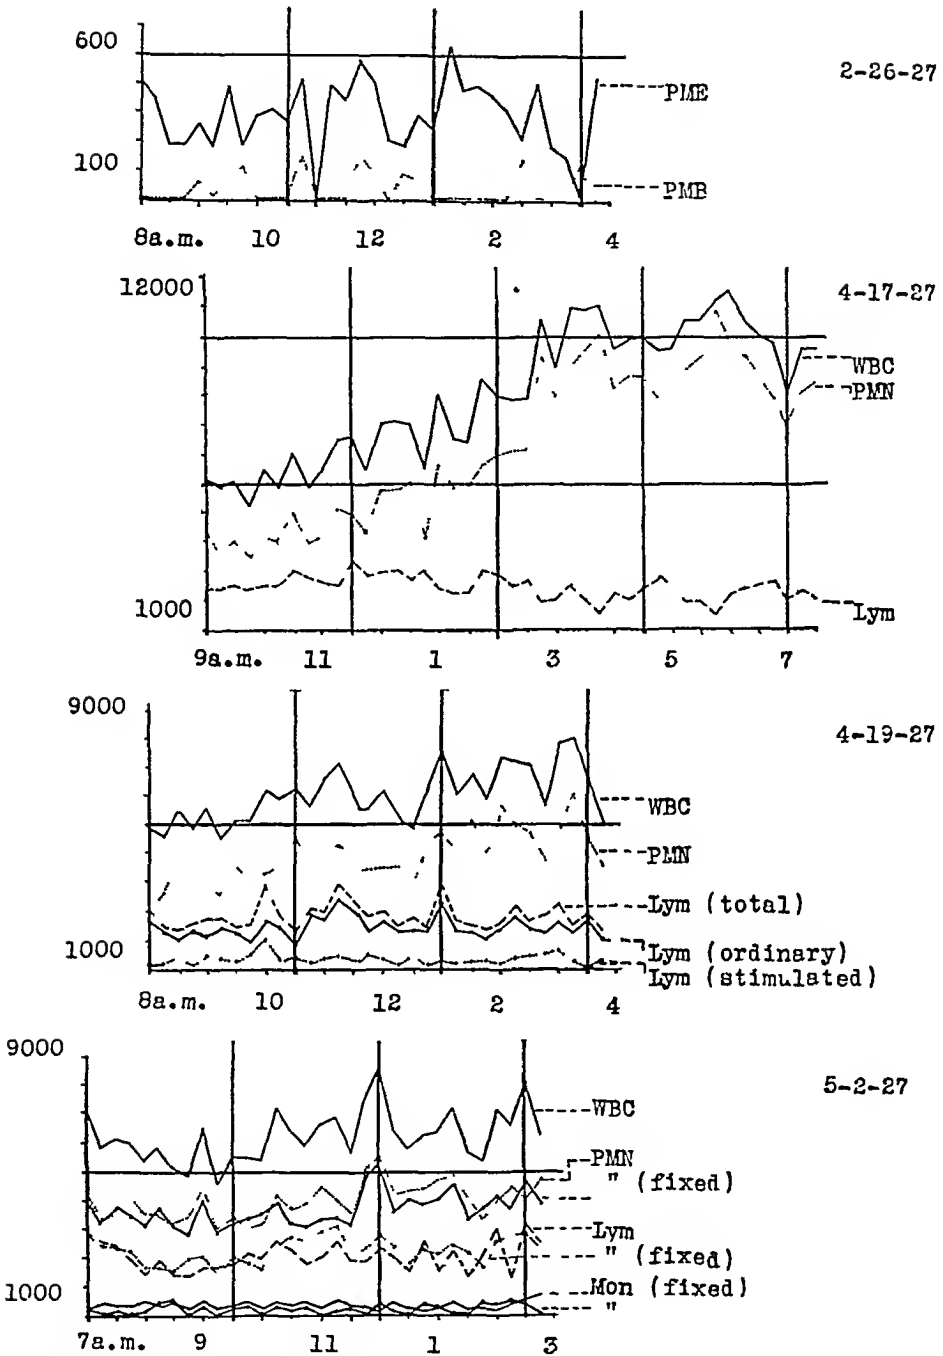 600
2-26-27
PME
100
PMB
8a.m. 10 12 2 4
12000
4-17-27
WBC
PMN
1000
Lym
9a.m. 11 1 3 5 7
9000
4-19-27
WBC
PMN
Lym (total)
1000
Lym (ordinary)
Lym (stimulated)
8a.m. 10 12 2 4
9000
5-2-27
WBC
PMN
" (fixed)
Lym
" (fixed)
1000
Mon (fixed)
"
7a.m. 9 11 1 3